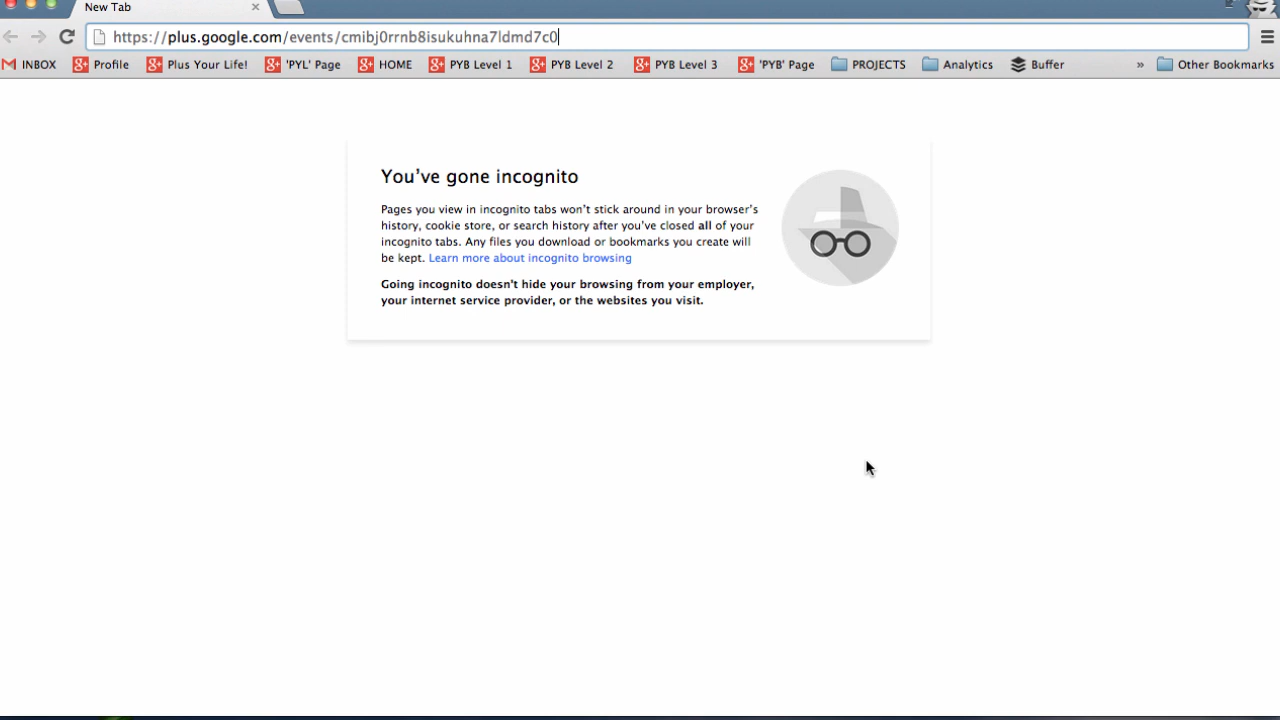 New Tab
https://plus.google.com/events/cmibj0rrnb8isukuhna7ldmd7c0
INBOX Profile Plus Your Life! 'PYL' Page HOME PYB Level 1 PYB Level 2 PYB Level 3 'PYB' Page PROJECTS Analytics Buffer » Other Bookmarks
You've gone incognito
Pages you view in incognito tabs won't stick around in your browser's
history, cookie store, or search history after you've closed all of your
incognito tabs. Any files you download or bookmarks you create will
be kept. Learn more about incognito browsing
Going incognito doesn't hide your browsing from your employer,
your internet service provider, or the websites you visit.